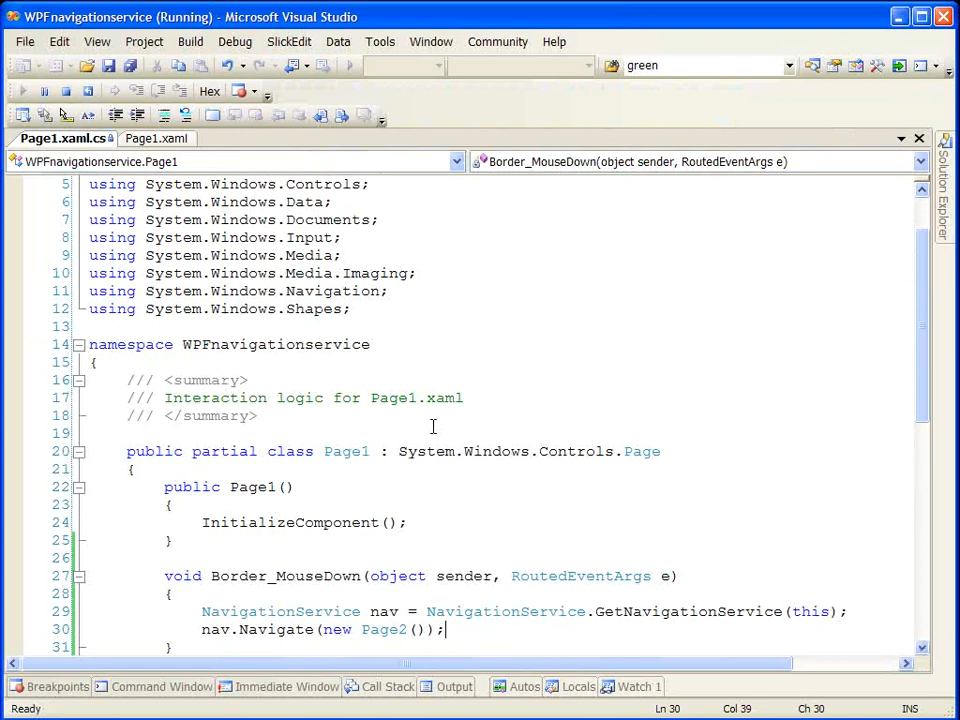 WPFnavigationservice (Running) - Microsoft Visual Studio
File Edit View Project Build Debug SlickEdit Data Tools Window Community Help
green
Hex
Page1.xaml.cs Page1.xaml
WPFnavigationservice.Page1 Border_MouseDown(object sender, RoutedEventArgs e)
Solution Explorer
5 using System.Windows.Controls;
6 using System.Windows.Data;
7 using System.Windows.Documents;
8 using System.Windows.Input;
9 using System.Windows.Media;
10 using System.Windows.Media.Imaging;
11 using System.Windows.Navigation;
12 using System.Windows.Shapes;
13
14 namespace WPFnavigationservice
15 {
16 /// <summary>
17 /// Interaction logic for Page1.xaml
18 /// </summary>
19
20 public partial class Page1 : System.Windows.Controls.Page
21 {
22 public Page1()
23 {
24 InitializeComponent();
25 }
26
27 void Border_MouseDown(object sender, RoutedEventArgs e)
28 {
29 NavigationService nav = NavigationService.GetNavigationService(this);
30 nav.Navigate(new Page2());
31 }
Breakpoints Command Window Immediate Window Call Stack Output Autos Locals Watch 1
Ready Ln 30 Col 39 Ch 30 INS